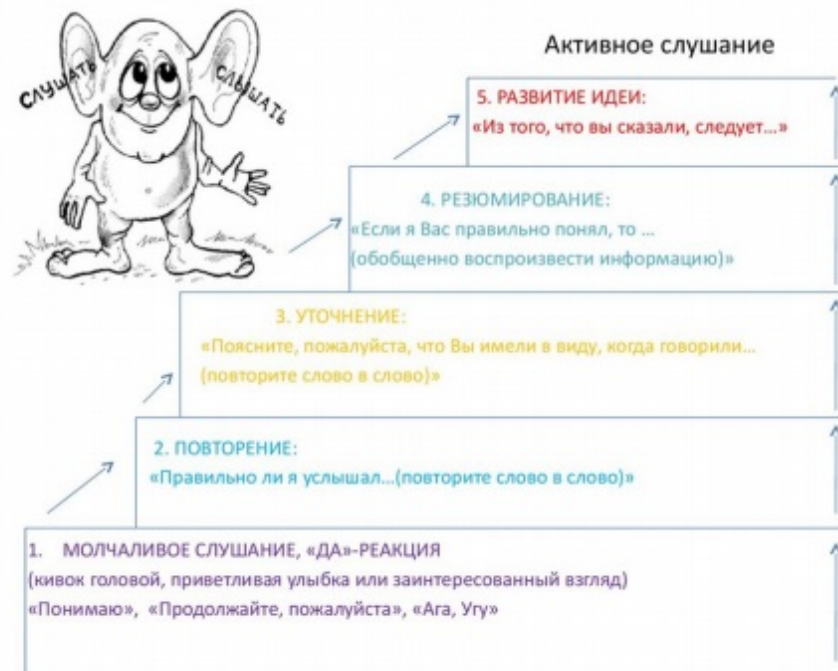 СЛУШАТЬ
СЛЫШАТЬ
Активное слушание
5. РАЗВИТИЕ ИДЕИ:
«Из того, что вы сказали, следует...»
4. РЕЗЮМИРОВАНИЕ:
«Если я Вас правильно понял, то ...
(обобщенно воспроизвести информацию)»
3. УТОЧНЕНИЕ:
«Поясните, пожалуйста, что Вы имели в виду, когда говорили...
(повторите слово в слово)»
2. ПОВТОРЕНИЕ:
«Правильно ли я услышал...(повторите слово в слово)»
1. МОЛЧАЛИВОЕ СЛУШАНИЕ, «ДА»-РЕАКЦИЯ
(кивок головой, приветливая улыбка или заинтересованный взгляд)
«Понимаю», «Продолжайте, пожалуйста», «Ага, Угу»